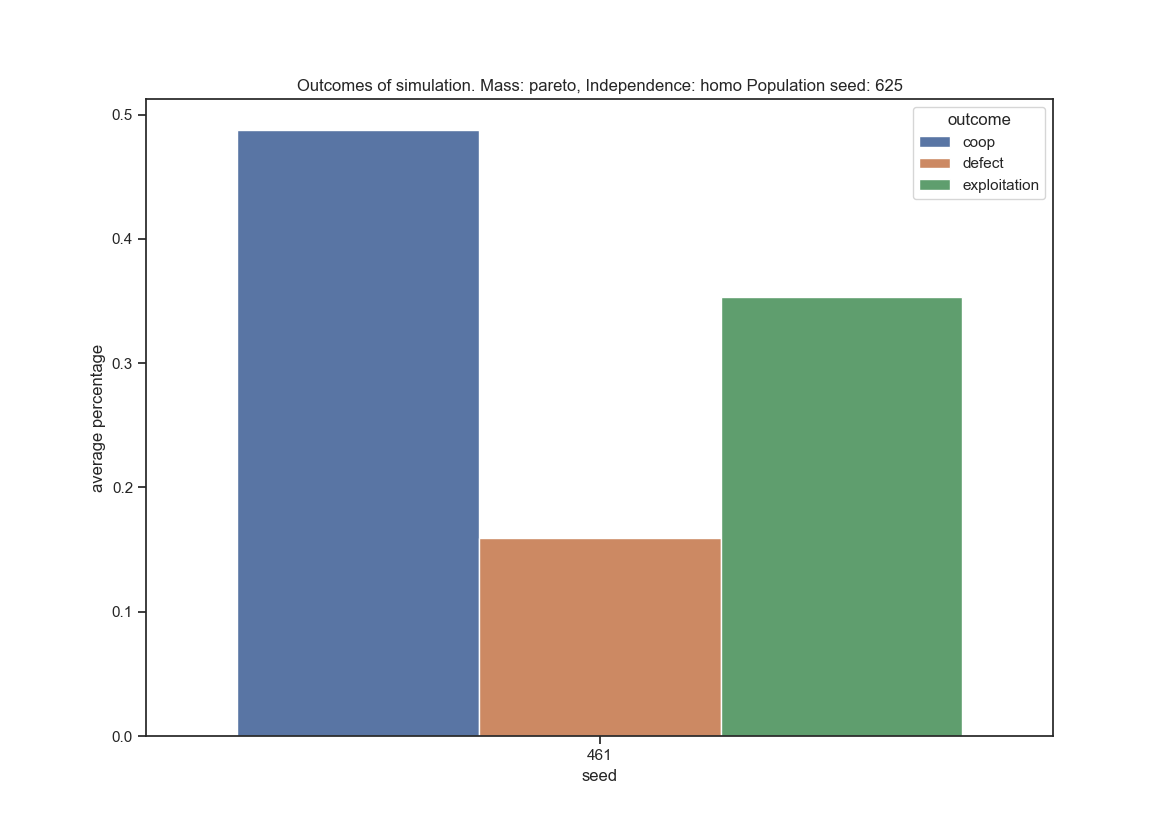 Outcomes of simulation. Mass: pareto, Independence: homo Population seed: 625
outcome
coop
defect
exploitation
average percentage
0.5
0.4
0.3
0.2
0.1
0.0
461
seed